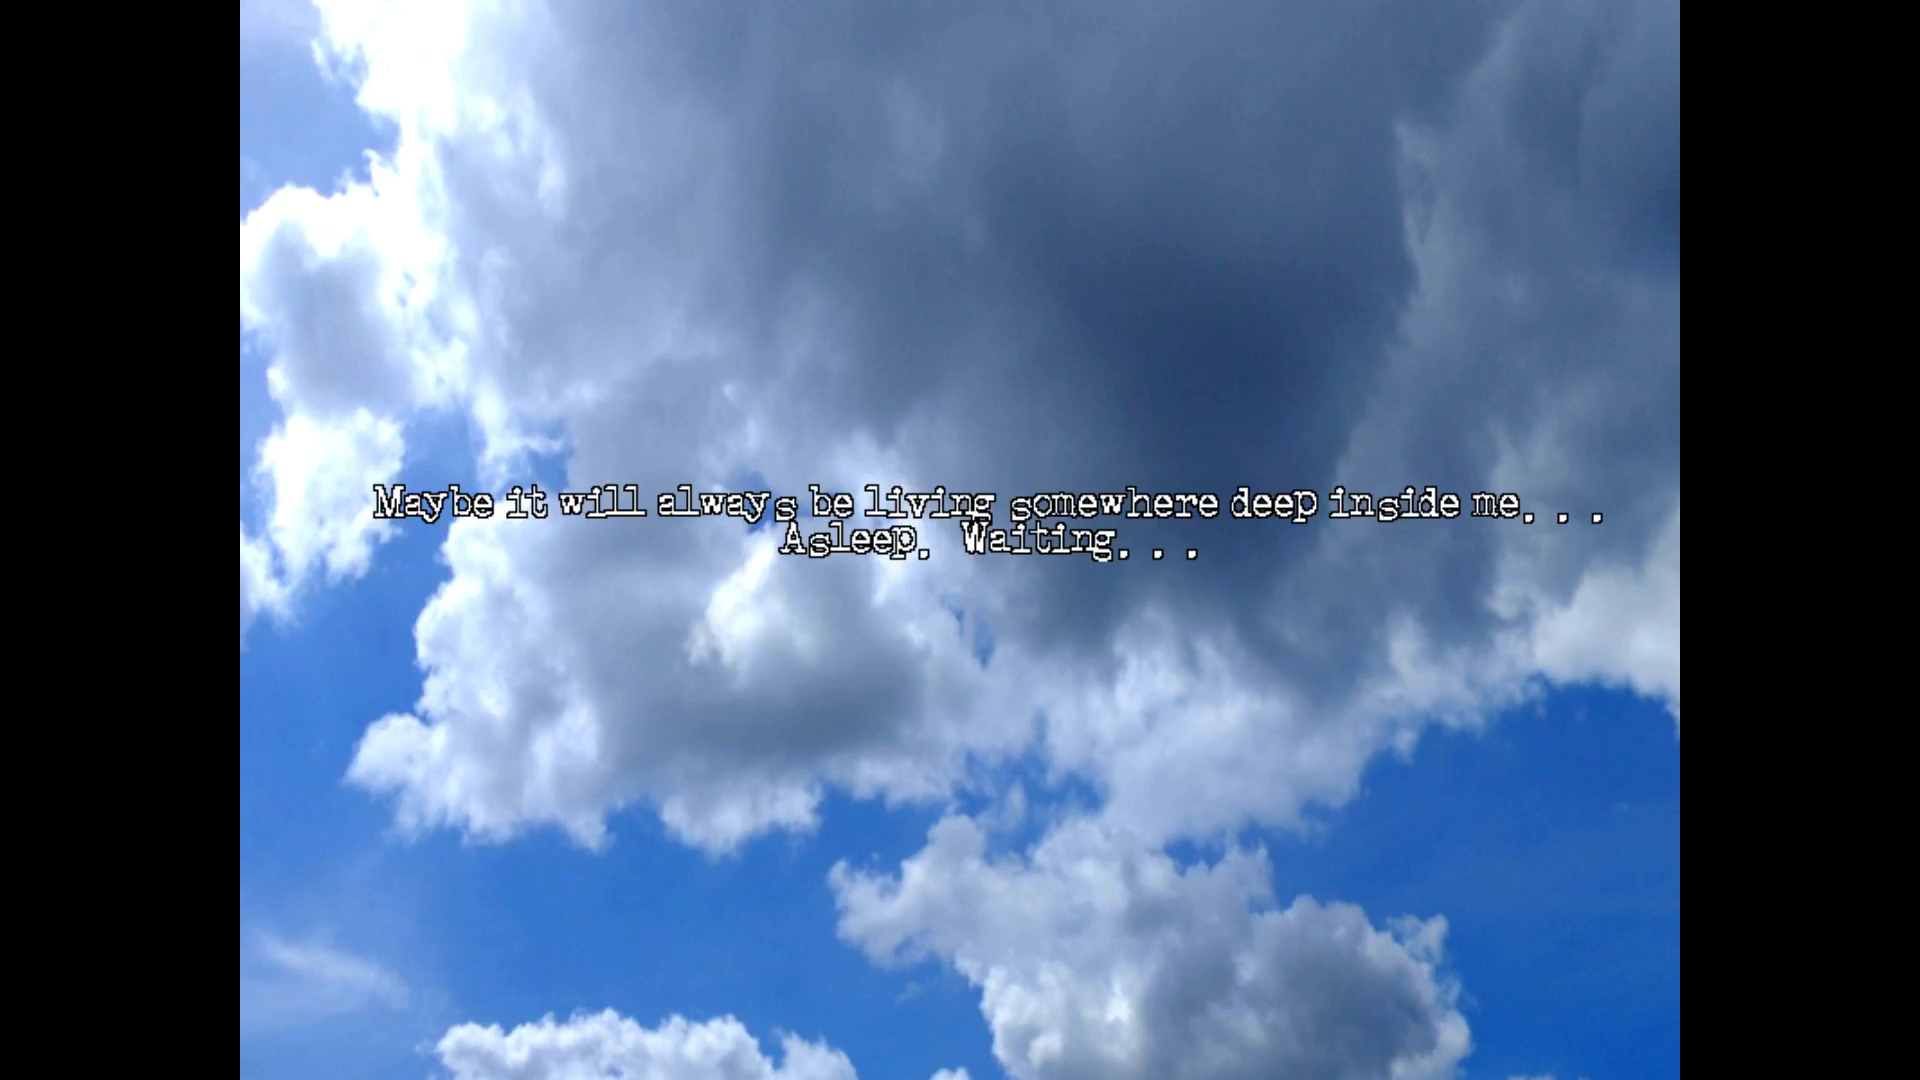 Maybe it will always be living somewhere deep inside me. . .
Asleep. Waiting. . .